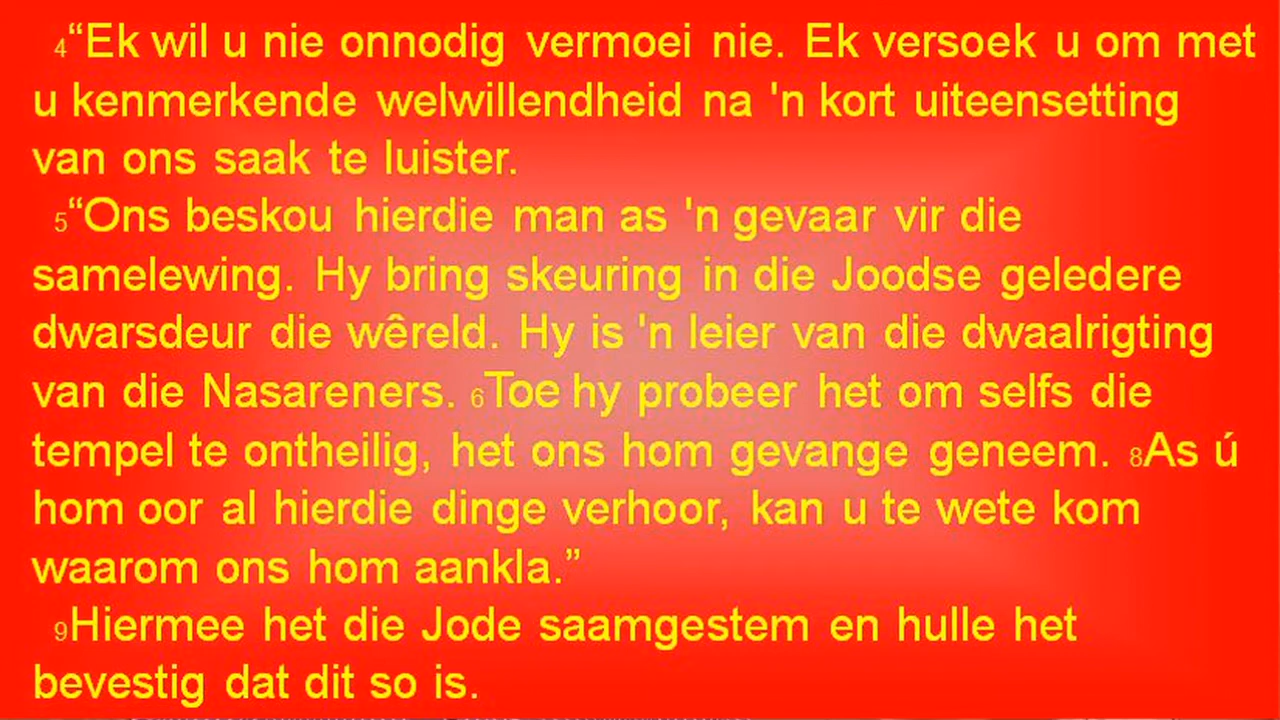 4“Ek wil u nie onnodig vermoei nie. Ek versoek u om met
u kenmerkende welwillendheid na 'n kort uiteensetting
van ons saak te luister.
5“Ons beskou hierdie man as 'n gevaar vir die
samelewing. Hy bring skeuring in die Joodse geledere
dwarsdeur die wêreld. Hy is 'n leier van die dwaalrigting
van die Nasareners. 6Toe hy probeer het om selfs die
tempel te ontheilig, het ons hom gevange geneem. 8As ú
hom oor al hierdie dinge verhoor, kan u te wete kom
waarom ons hom aankla.”
9Hiermee het die Jode saamgestem en hulle het
bevestig dat dit so is.